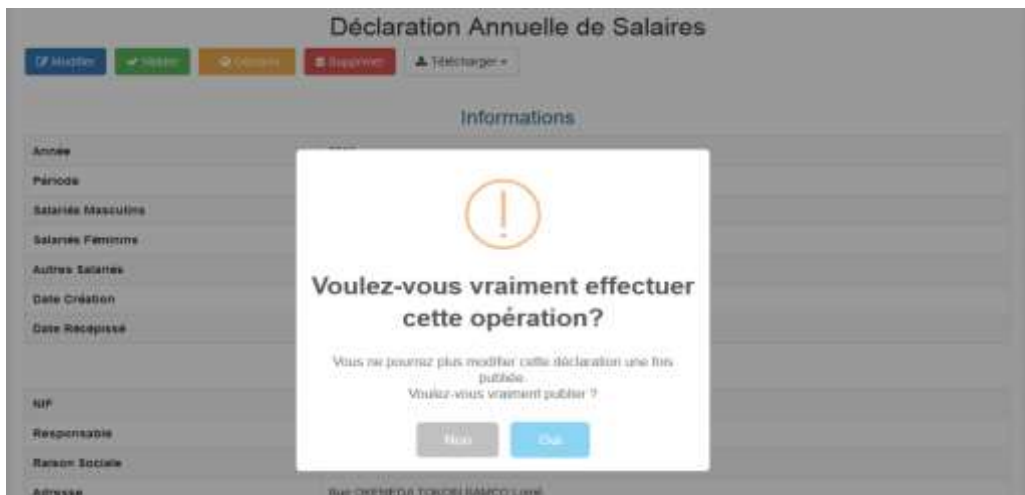 Déclaration Annuelle de Salaires
Modifier Valider Supprimer Télécharger
Informations
Année
Période
Salariés Masculins
Salariés Féminins
Autres Salariés
Date Création
Date Récépissé
Voulez-vous vraiment effectuer
cette opération?
Vous ne pourrez plus modifier cette déclaration une fois
publiée.
Voulez-vous vraiment publier ?
Non Oui
NIF
Responsable
Raison Sociale
Adresse